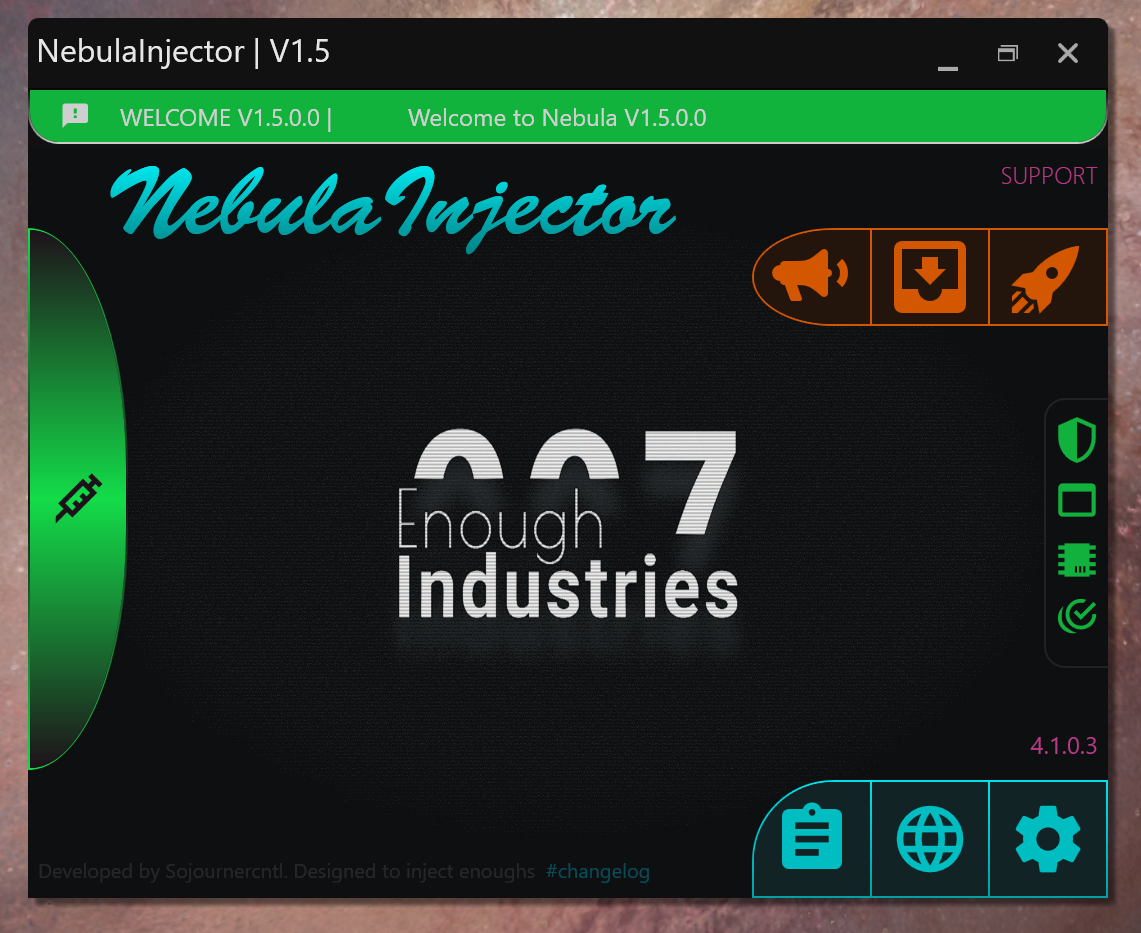 NebulaInjector | V1.5
WELCOME V1.5.0.0 | Welcome to Nebula V1.5.0.0
NebulaInjector
SUPPORT
007
Enough
Industries
4.1.0.3
Developed by Sojournercntl. Designed to inject enoughs #changelog